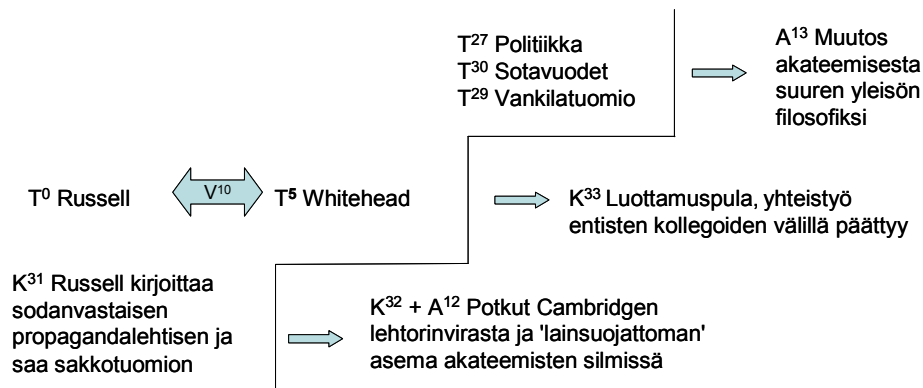 T²⁷ Politiikka
T³⁰ Sotavuodet
T²⁹ Vankilatuomio
A¹³ Muutos
akateemisesta
suuren yleisön
filosofiksi
T⁰ Russell
V¹⁰
T⁵ Whitehead
K³³ Luottamuspula, yhteistyö
entisten kollegoiden välillä päättyy
K³¹ Russell kirjoittaa
sodanvastaisen
propagandalehtisen ja
saa sakkotuomion
K³² + A¹² Potkut Cambridgen
lehtorinvirasta ja 'lainsuojattoman'
asema akateemisten silmissä